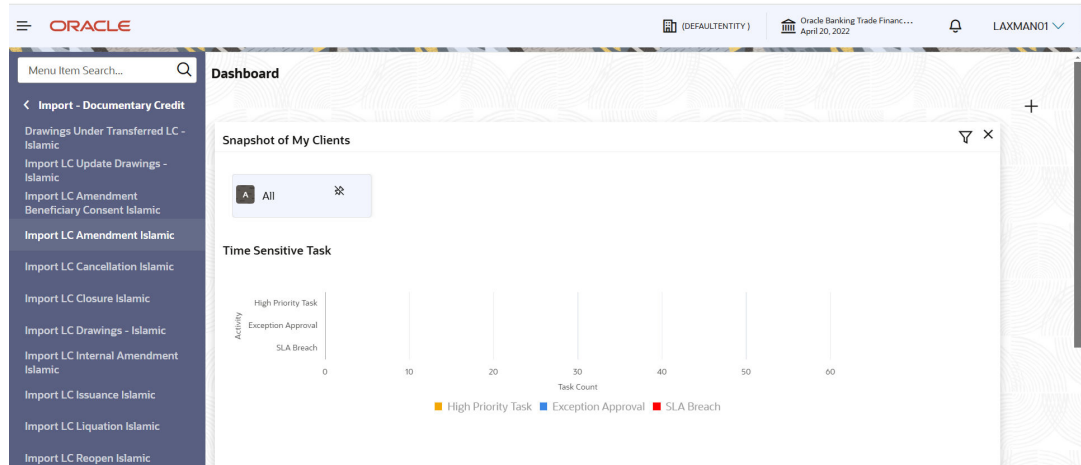 ORACLE
(DEFAULTENTITY )
Oracle Banking Trade Financ...
April 20, 2022
LAXMAN01
Menu Item Search...
Import - Documentary Credit
Drawings Under Transferred LC -
Islamic
Import LC Update Drawings -
Islamic
Import LC Amendment
Beneficiary Consent Islamic
Import LC Amendment Islamic
Import LC Cancellation Islamic
Import LC Closure Islamic
Import LC Drawings - Islamic
Import LC Internal Amendment
Islamic
Import LC Issuance Islamic
Import LC Liquation Islamic
Import LC Reopen Islamic
Dashboard
Snapshot of My Clients
A All
Time Sensitive Task
Activity
High Priority Task
Exception Approval
SLA Breach
0 10 20 30 40 50 60
Task Count
High Priority Task Exception Approval SLA Breach